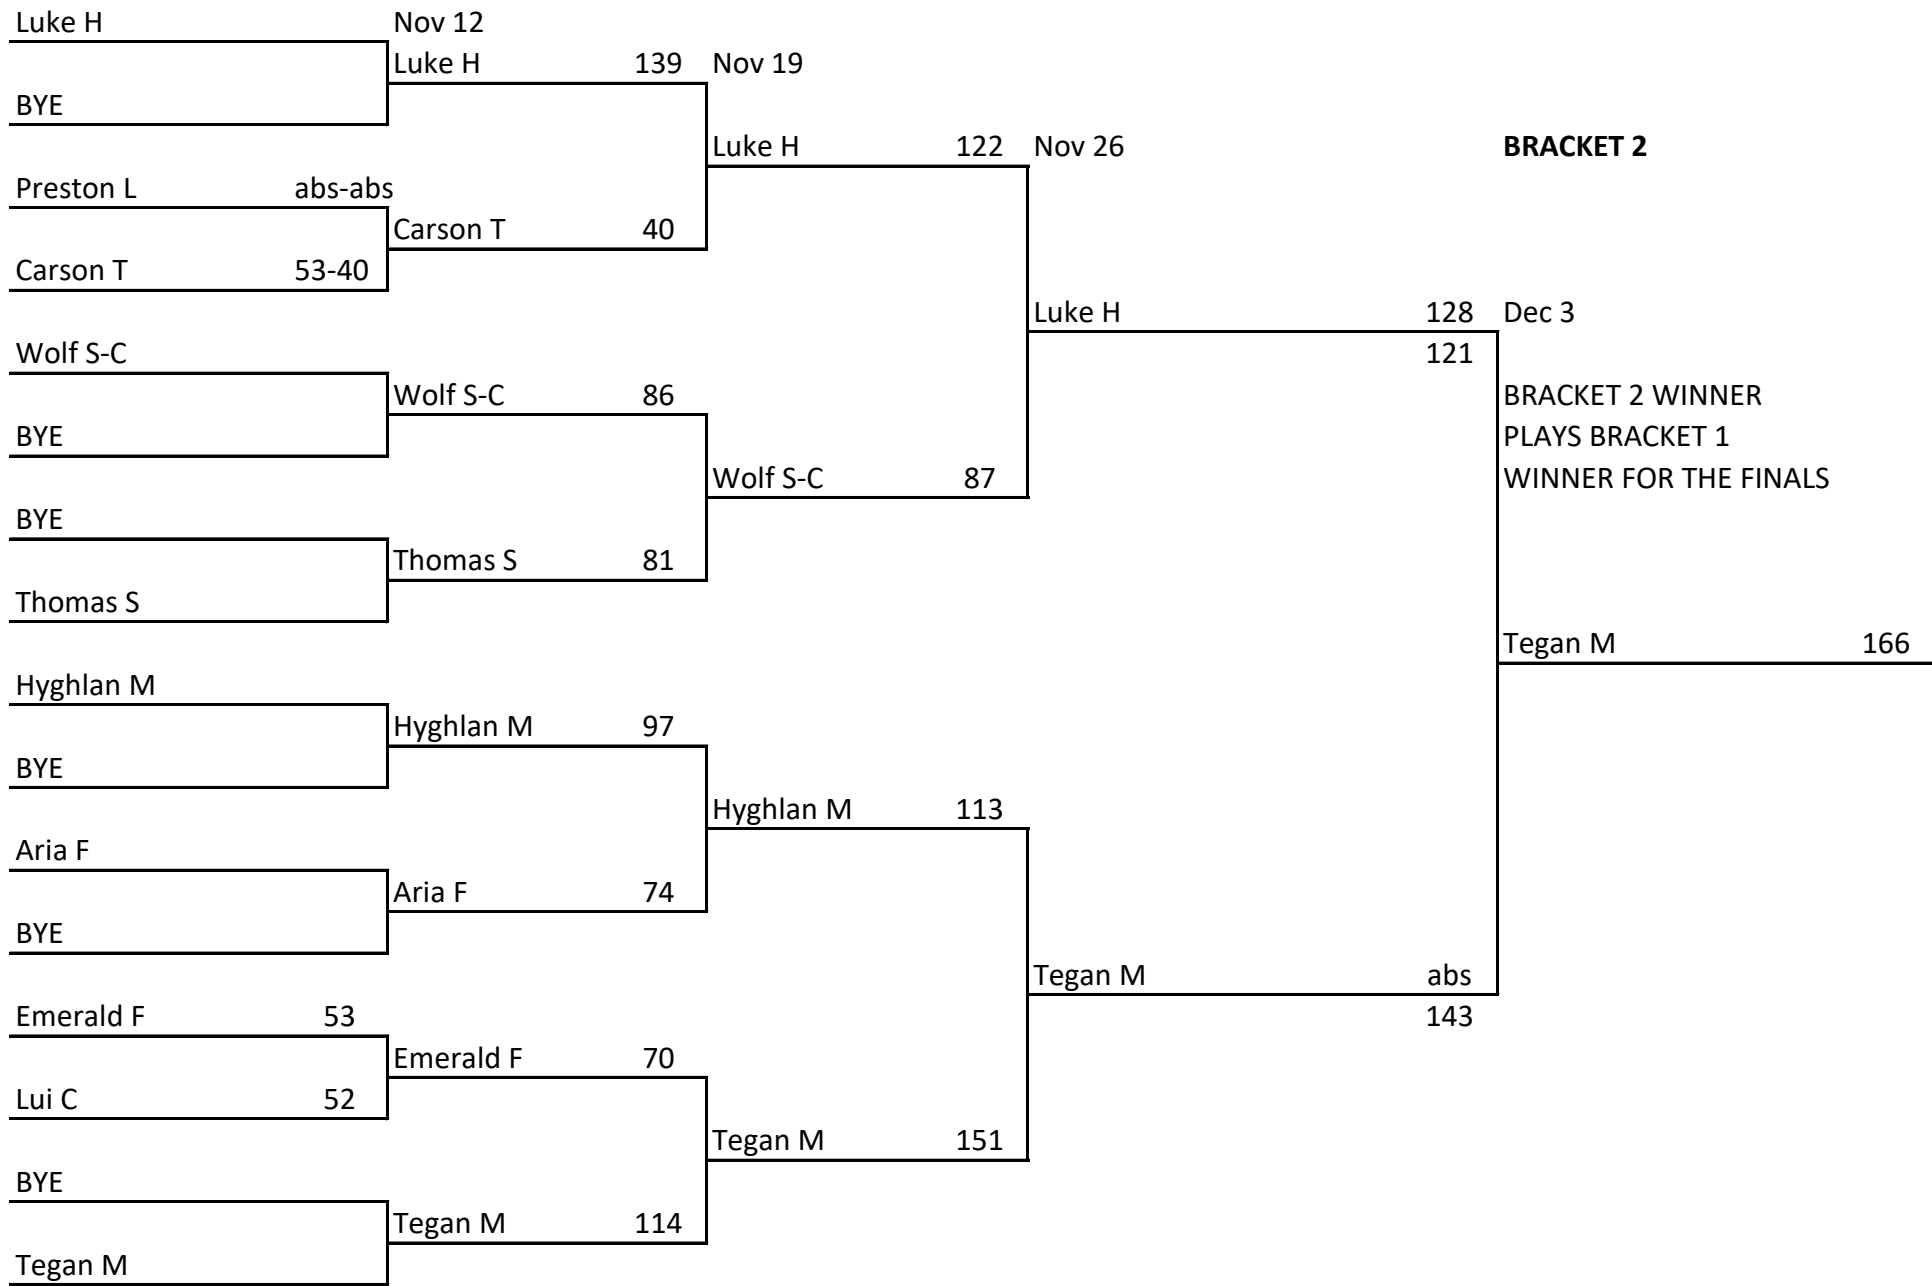 Luke H Nov 12
Luke H 139 Nov 19
BYE
Luke H 122 Nov 26 BRACKET 2
Preston L abs-abs
Carson T 40
Carson T 53-40
Luke H 128 Dec 3
Wolf S-C 121
Wolf S-C 86 BRACKET 2 WINNER
BYE PLAYS BRACKET 1
Wolf S-C 87 WINNER FOR THE FINALS
BYE
Thomas S 81
Thomas S
Tegan M 166
Hyghlan M
Hyghlan M 97
BYE
Hyghlan M 113
Aria F
Aria F 74
BYE
Tegan M abs
Emerald F 53 143
Emerald F 70
Lui C 52
Tegan M 151
BYE
Tegan M 114
Tegan M